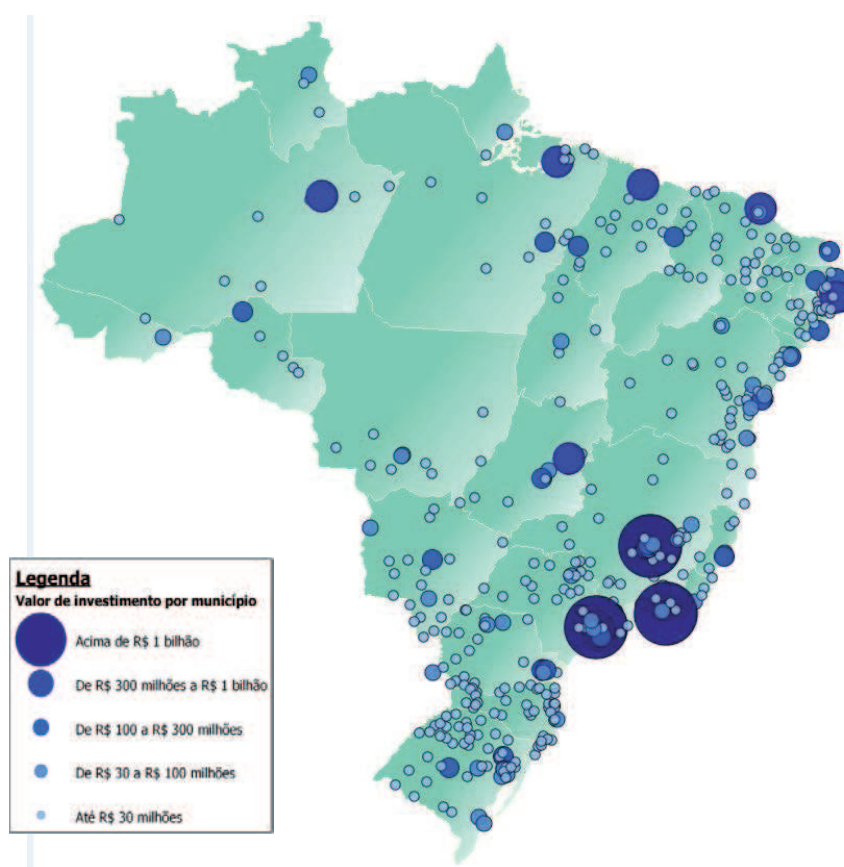 Legenda
Valor de investimento por município
Acima de R$ 1 bilhão
De R$ 300 milhões a R$ 1 bilhão
De R$ 100 a R$ 300 milhões
De R$ 30 a R$ 100 milhões
Até R$ 30 milhões